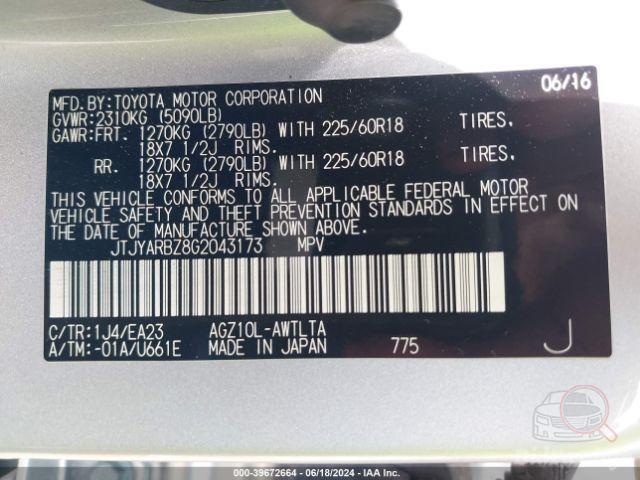 06/16
MFD.BY:TOYOTA MOTOR CORPORATION
GVWR:2310KG (5090LB)
GAWR:FRT. 1270KG (2790LB) WITH 225/60R18 TIRES,
18X7 1/2J RIMS.
RR. 1270KG (2790LB) WITH 225/60R18 TIRES,
18X7 1/2J RIMS.
THIS VEHICLE CONFORMS TO ALL APPLICABLE FEDERAL MOTOR
VEHICLE SAFETY AND THEFT PREVENTION STANDARDS IN EFFECT ON
THE DATE OF MANUFACTURE SHOWN ABOVE.
JTJYARBZ8G2043173 MPV
C/TR:1J4/EA23 AGZ10L-AWTLTA
A/TM:-01A/U661E MADE IN JAPAN 775 J
000-39672664 - 06/18/2024 - IAA Inc.